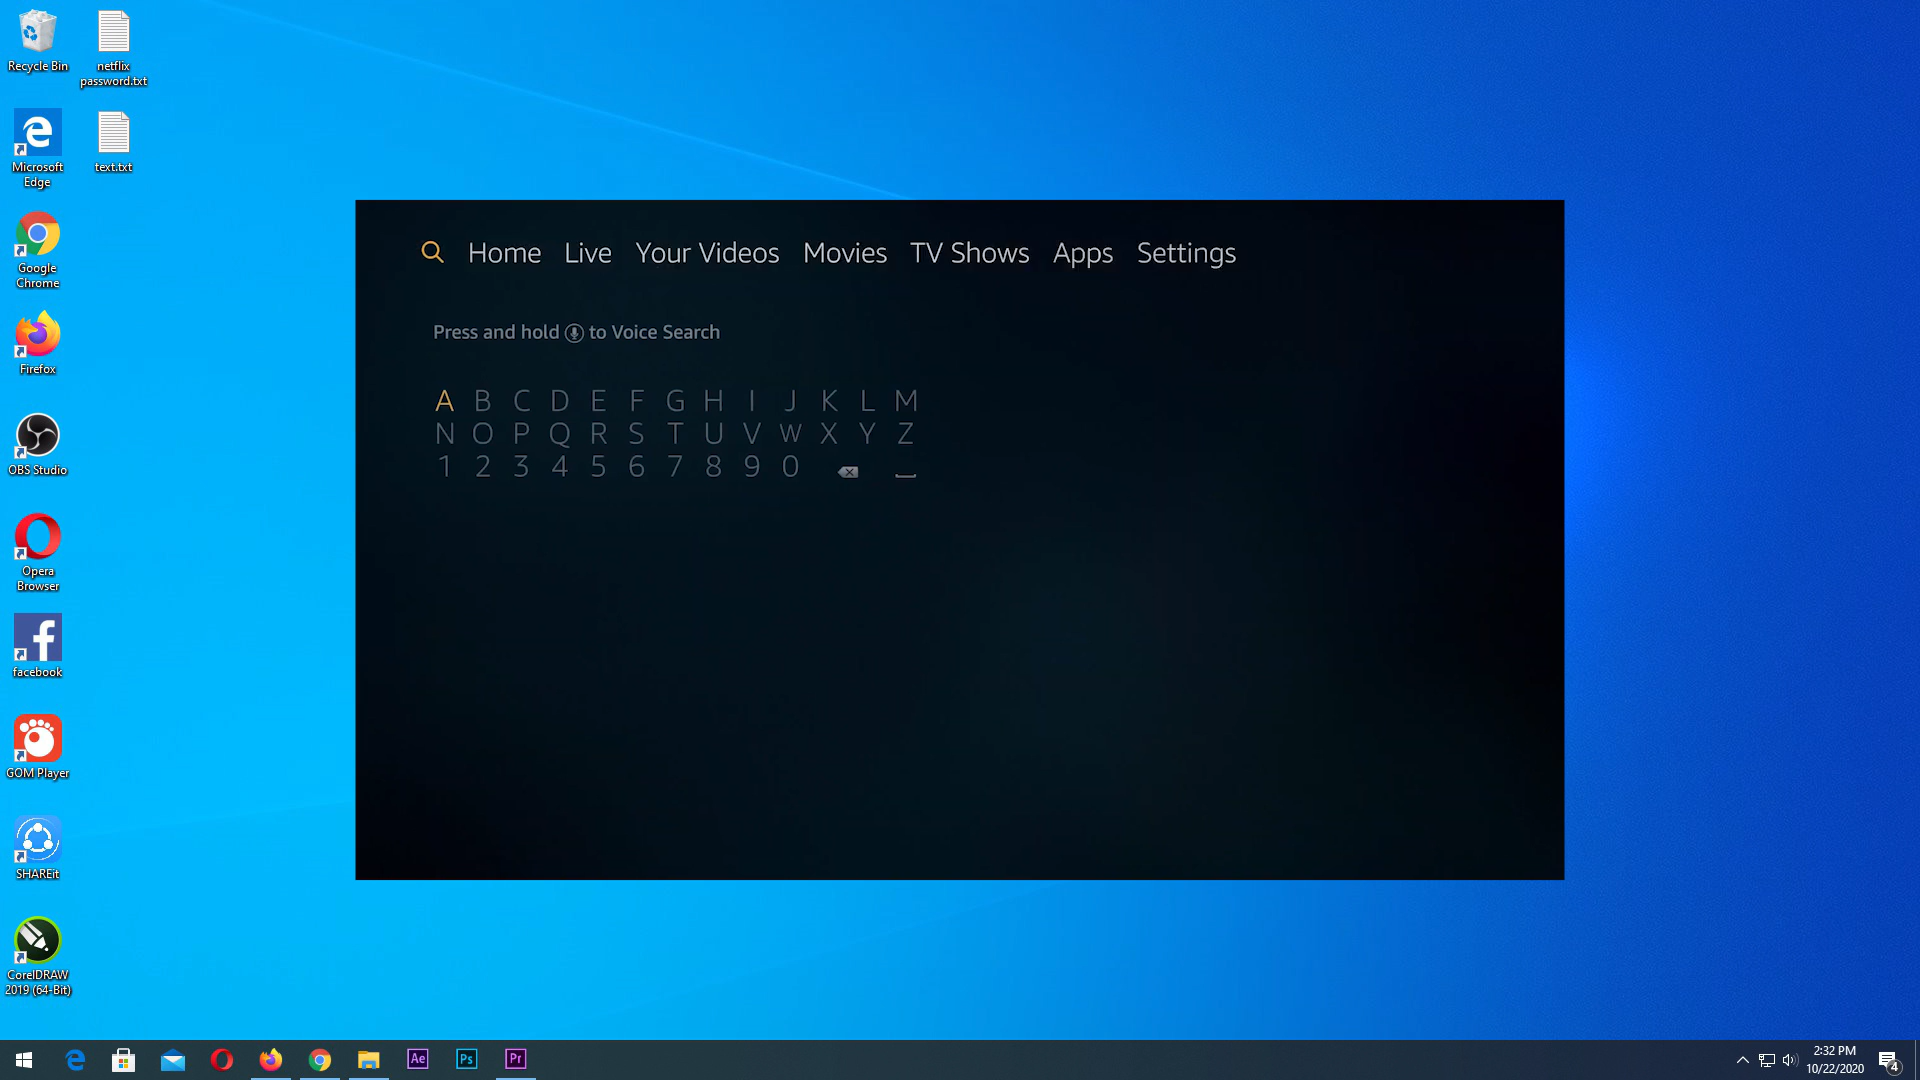 Recycle Bin
netflix
password.txt
Microsoft
Edge
text.txt
Google
Chrome
Firefox
OBS Studio
Opera
Browser
facebook
GOM Player
SHAREit
CorelDRAW
2019 (64-Bit)
Home Live Your Videos Movies TV Shows Apps Settings
Press and hold to Voice Search
A B C D E F G H I J K L M
N O P Q R S T U V W X Y Z
1 2 3 4 5 6 7 8 9 0
Ae Ps Pr
2:32 PM
10/22/2020
4